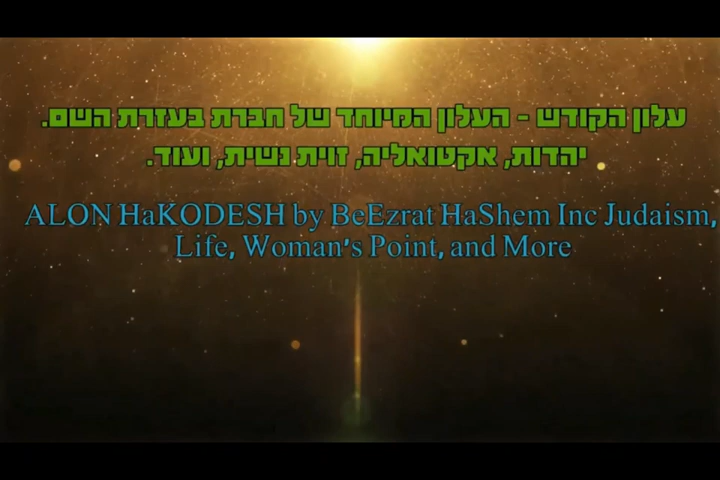 עלון הקודש - העלון המיוחד של חברת בעזרת השם.
יהדות, אקטואליה, זוית נשית, ועוד.
ALON HaKODESH by BeEzrat HaShem Inc Judaism,
Life, Woman's Point, and More